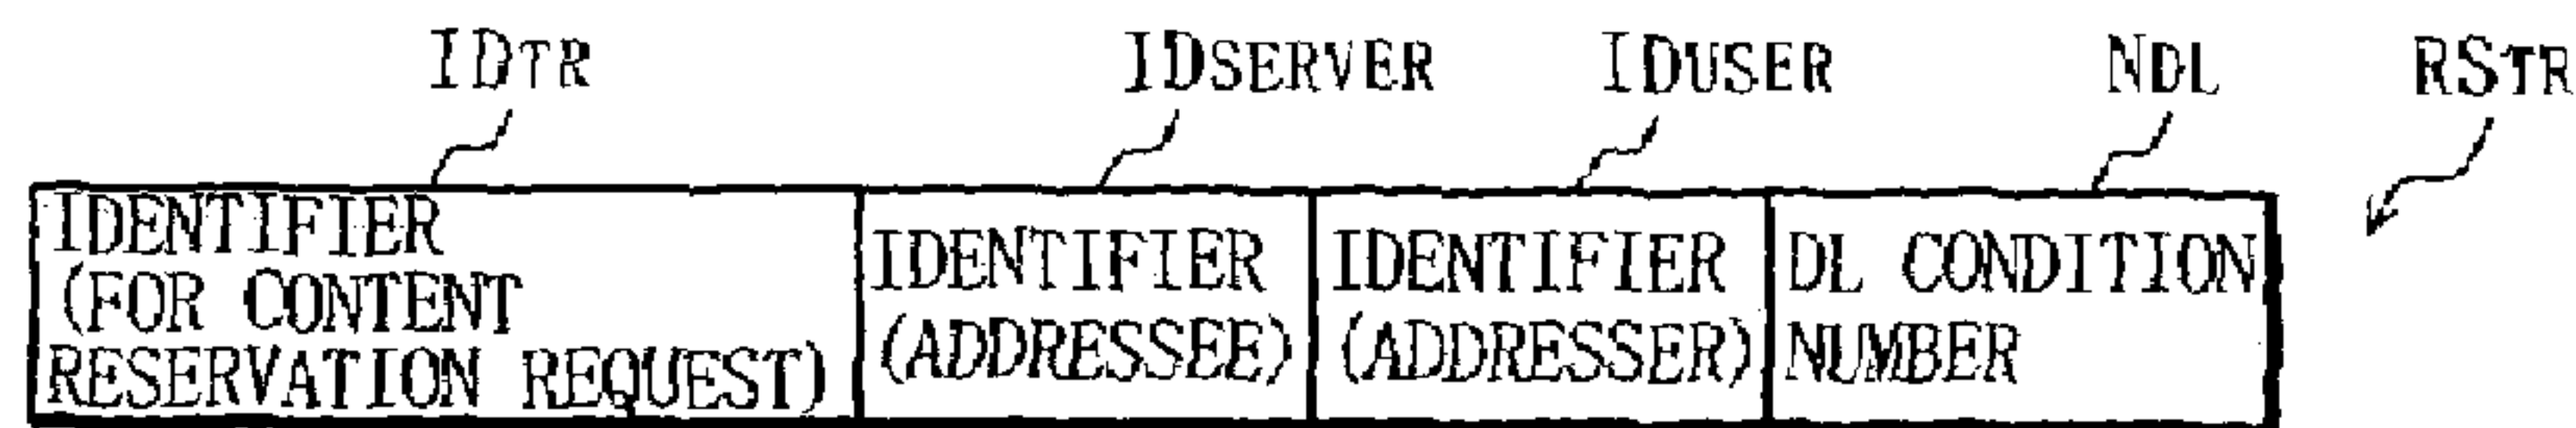 IDTR IDSERVER IDUSER NDL RSTR
IDENTIFIER
(FOR CONTENT
RESERVATION REQUEST)
IDENTIFIER
(ADDRESSEE)
IDENTIFIER
(ADDRESSER)
DL CONDITION
NUMBER